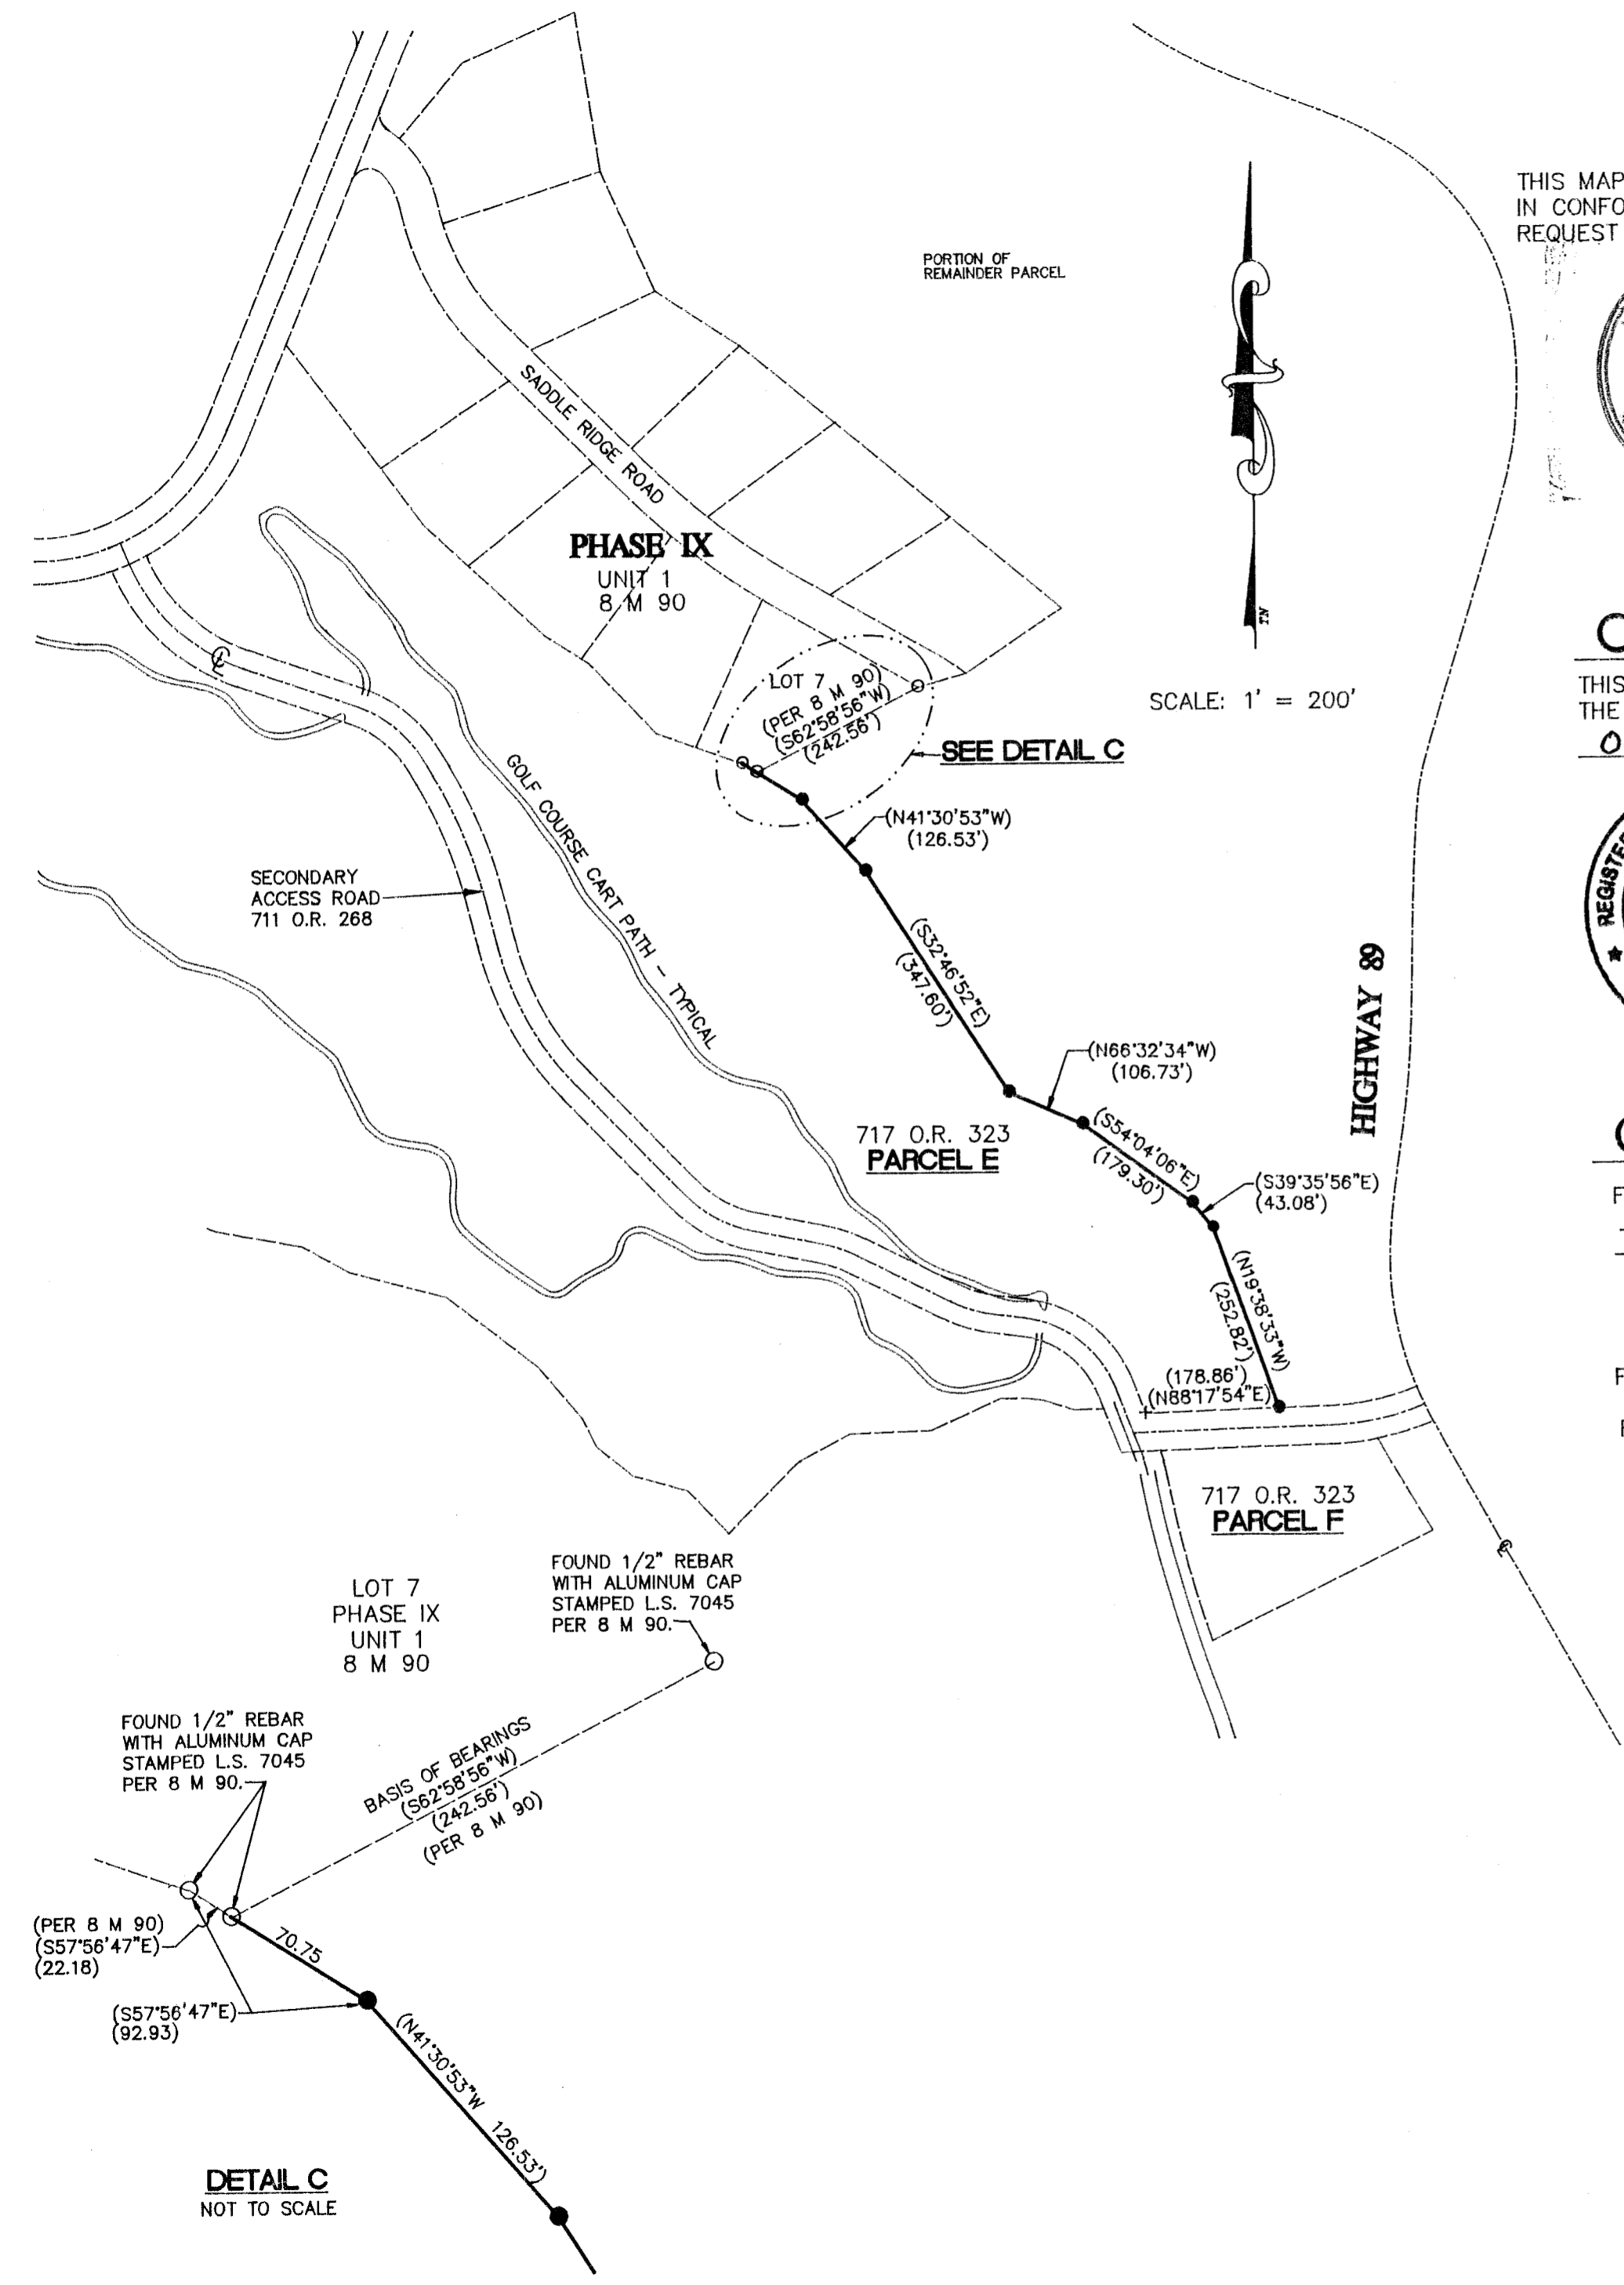 THIS MAP
IN CONFO
REQUEST
PORTION OF
REMAINDER PARCEL
SADDLE RIDGE ROAD
PHASE IX
UNIT 1
8 M 90
TN
SCALE: 1' = 200'
THIS
THE
LOT 7
(PER 8 M 90)
(S62°58'56"W)
(242.56')
SEE DETAIL C
(N41°30'53"W)
(126.53')
GOLF COURSE CART PATH - TYPICAL
SECONDARY
ACCESS ROAD
711 O.R. 268
REGISTE
(S32°46'52"E)
(347.60')
HIGHWAY 89
(N66°32'34"W)
(106.73')
717 O.R. 323
PARCEL E
(S54°04'06"E)
(179.30')
(S39°35'56"E)
(43.08')
(N19°38'33"W)
(252.82')
(178.86')
(N88°17'54"E)
717 O.R. 323
PARCEL F
LOT 7
PHASE IX
UNIT 1
8 M 90
FOUND 1/2" REBAR
WITH ALUMINUM CAP
STAMPED L.S. 7045
PER 8 M 90.
FOUND 1/2" REBAR
WITH ALUMINUM CAP
STAMPED L.S. 7045
PER 8 M 90.
BASIS OF BEARINGS
(S62°58'56"W)
(242.56')
(PER 8 M 90)
(PER 8 M 90)
(S57°56'47"E)
(22.18)
70.75
(S57°56'47"E)
(92.93)
(N41°30'53"W 126.53')
DETAIL C
NOT TO SCALE